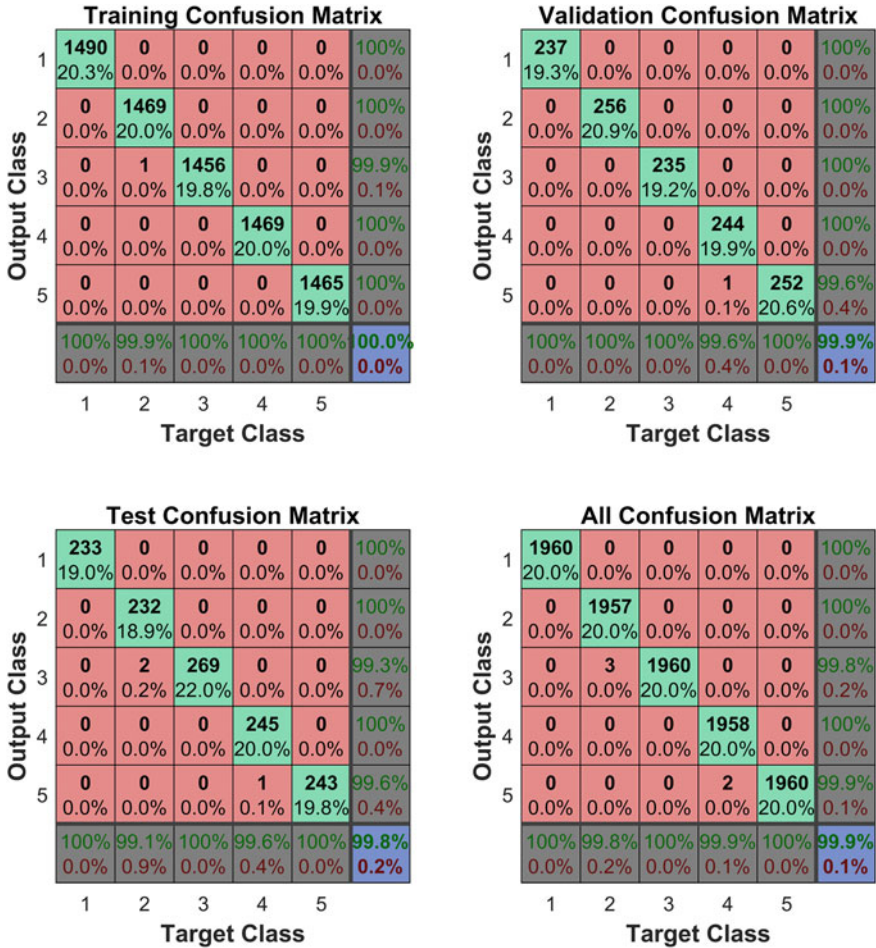 Training Confusion Matrix
1 1490 0 0 0 0 100%
20.3% 0.0% 0.0% 0.0% 0.0% 0.0%
2 0 1469 0 0 0 100%
0.0% 20.0% 0.0% 0.0% 0.0% 0.0%
3 0 1 1456 0 0 99.9%
0.0% 0.0% 19.8% 0.0% 0.0% 0.1%
4 0 0 0 1469 0 100%
0.0% 0.0% 0.0% 20.0% 0.0% 0.0%
5 0 0 0 0 1465 100%
0.0% 0.0% 0.0% 0.0% 19.9% 0.0%
100% 99.9% 100% 100% 100% 100.0%
0.0% 0.1% 0.0% 0.0% 0.0% 0.0%
1 2 3 4 5
Target Class
Output Class
Validation Confusion Matrix
1 237 0 0 0 0 100%
19.3% 0.0% 0.0% 0.0% 0.0% 0.0%
2 0 256 0 0 0 100%
0.0% 20.9% 0.0% 0.0% 0.0% 0.0%
3 0 0 235 0 0 100%
0.0% 0.0% 19.2% 0.0% 0.0% 0.0%
4 0 0 0 244 0 100%
0.0% 0.0% 0.0% 19.9% 0.0% 0.0%
5 0 0 0 1 252 99.6%
0.0% 0.0% 0.0% 0.1% 20.6% 0.4%
100% 100% 100% 99.6% 100% 99.9%
0.0% 0.0% 0.0% 0.4% 0.0% 0.1%
1 2 3 4 5
Target Class
Output Class
Test Confusion Matrix
1 233 0 0 0 0 100%
19.0% 0.0% 0.0% 0.0% 0.0% 0.0%
2 0 232 0 0 0 100%
0.0% 18.9% 0.0% 0.0% 0.0% 0.0%
3 0 2 269 0 0 99.3%
0.0% 0.2% 22.0% 0.0% 0.0% 0.7%
4 0 0 0 245 0 100%
0.0% 0.0% 0.0% 20.0% 0.0% 0.0%
5 0 0 0 1 243 99.6%
0.0% 0.0% 0.0% 0.1% 19.8% 0.4%
100% 99.1% 100% 99.6% 100% 99.8%
0.0% 0.9% 0.0% 0.4% 0.0% 0.2%
1 2 3 4 5
Target Class
Output Class
All Confusion Matrix
1 1960 0 0 0 0 100%
20.0% 0.0% 0.0% 0.0% 0.0% 0.0%
2 0 1957 0 0 0 100%
0.0% 20.0% 0.0% 0.0% 0.0% 0.0%
3 0 3 1960 0 0 99.8%
0.0% 0.0% 20.0% 0.0% 0.0% 0.2%
4 0 0 0 1958 0 100%
0.0% 0.0% 0.0% 20.0% 0.0% 0.0%
5 0 0 0 2 1960 99.9%
0.0% 0.0% 0.0% 0.0% 20.0% 0.1%
100% 99.8% 100% 99.9% 100% 99.9%
0.0% 0.2% 0.0% 0.1% 0.0% 0.1%
1 2 3 4 5
Target Class
Output Class